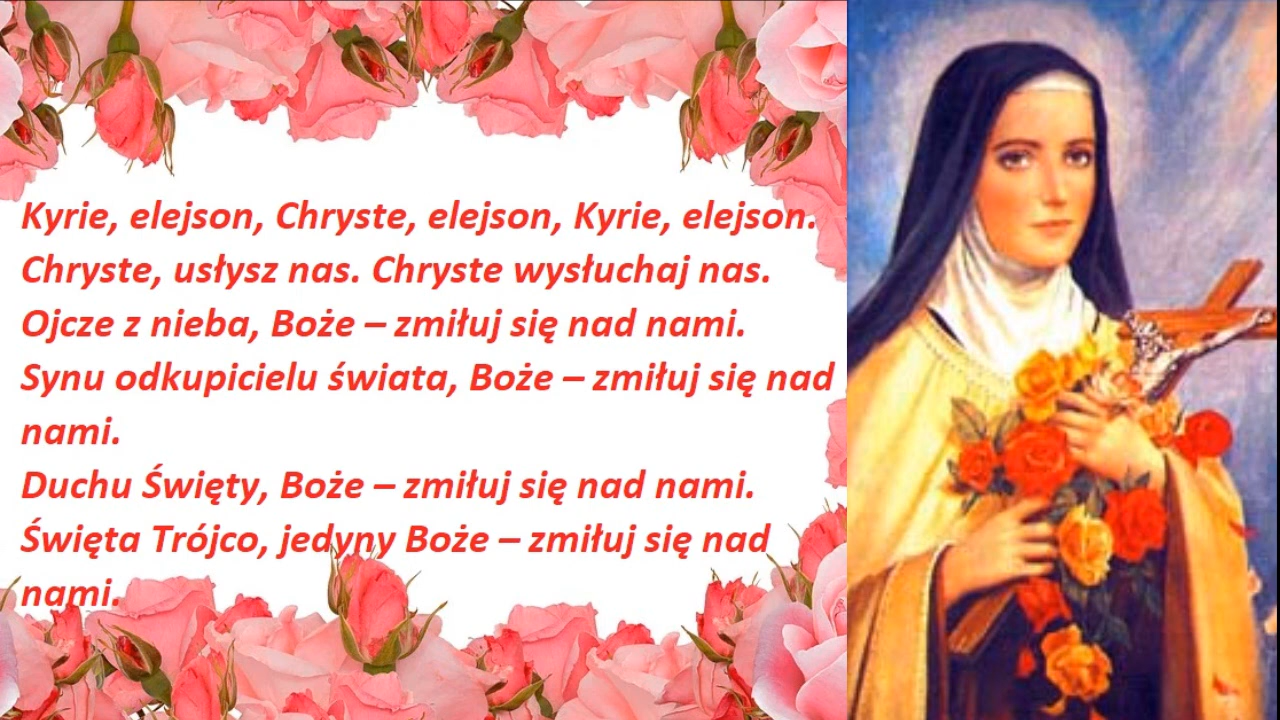 Kyrie, elejson, Chryste, elejson, Kyrie, elejson.
Chryste, usłysz nas. Chryste wysłuchaj nas.
Ojcze z nieba, Boże – zmiłuj się nad nami.
Synu odkupicielu świata, Boże – zmiłuj się nad
nami.
Duchu Święty, Boże – zmiłuj się nad nami.
Święta Trójco, jedyny Boże – zmiłuj się nad
nami.